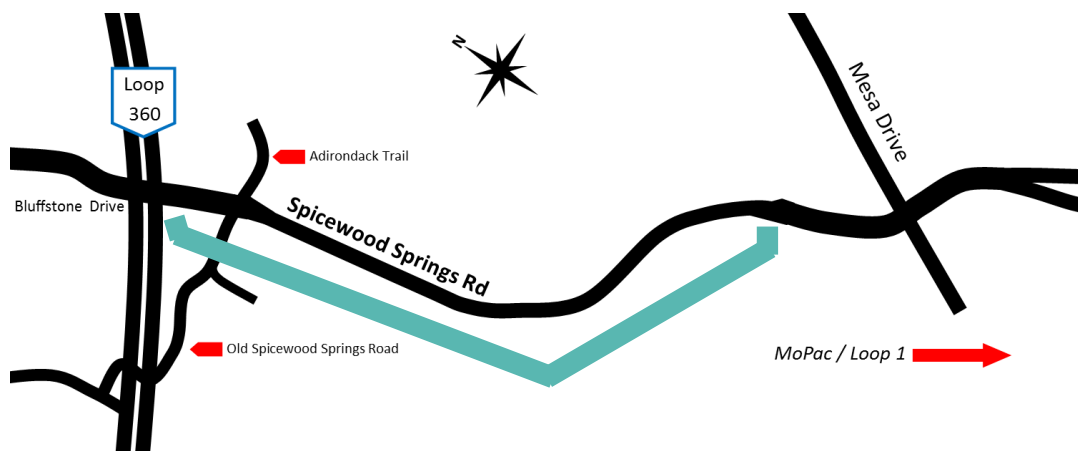 N
Loop
360
Mesa Drive
Adirondack Trail
Bluffstone Drive
Spicewood Springs Rd
Old Spicewood Springs Road
MoPac / Loop 1